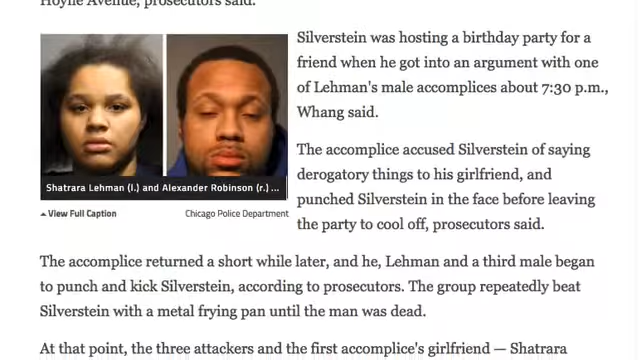 Hoyne Avenue, prosecutors said.
Silverstein was hosting a birthday party for a
friend when he got into an argument with one
of Lehman's male accomplices about 7:30 p.m.,
Whang said.
The accomplice accused Silverstein of saying
derogatory things to his girlfriend, and
punched Silverstein in the face before leaving
the party to cool off, prosecutors said.
Shatrara Lehman (l.) and Alexander Robinson (r.) ...
View Full Caption
Chicago Police Department
The accomplice returned a short while later, and he, Lehman and a third male began
to punch and kick Silverstein, according to prosecutors. The group repeatedly beat
Silverstein with a metal frying pan until the man was dead.
At that point, the three attackers and the first accomplice's girlfriend — Shatrara